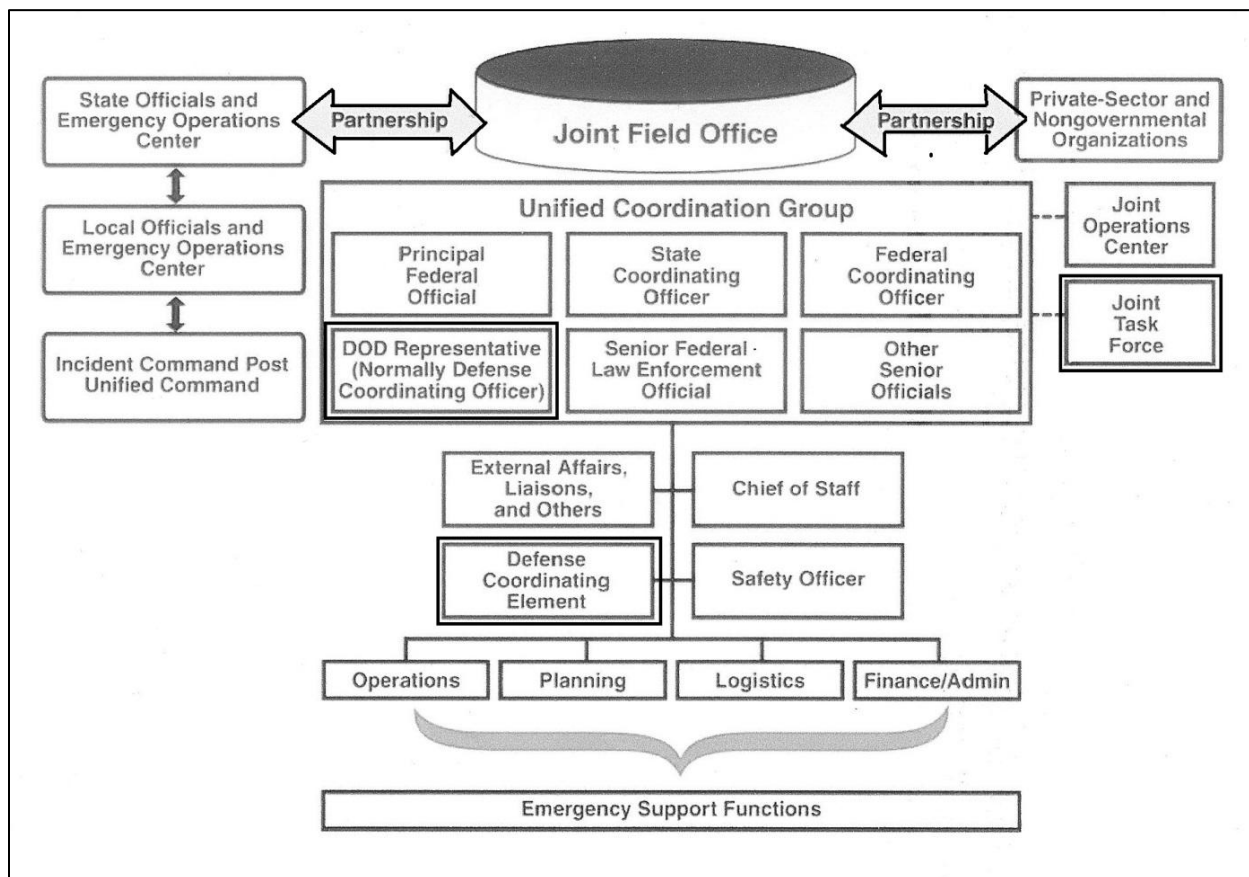 State Officials and
Emergency Operations
Center
Partnership
Joint Field Office
Partnership
Private-Sector and
Nongovernmental
Organizations
Local Officials and
Emergency Operations
Center
Incident Command Post
Unified Command
Unified Coordination Group
Principal
Federal
Official
State
Coordinating
Officer
Federal
Coordinating
Officer
DOD Representative
(Normally Defense
Coordinating Officer)
Senior Federal
Law Enforcement
Official
Other
Senior
Officials
Joint
Operations
Center
Joint
Task
Force
External Affairs,
Liaisons,
and Others
Chief of Staff
Defense
Coordinating
Element
Safety Officer
Operations
Planning
Logistics
Finance/Admin
Emergency Support Functions